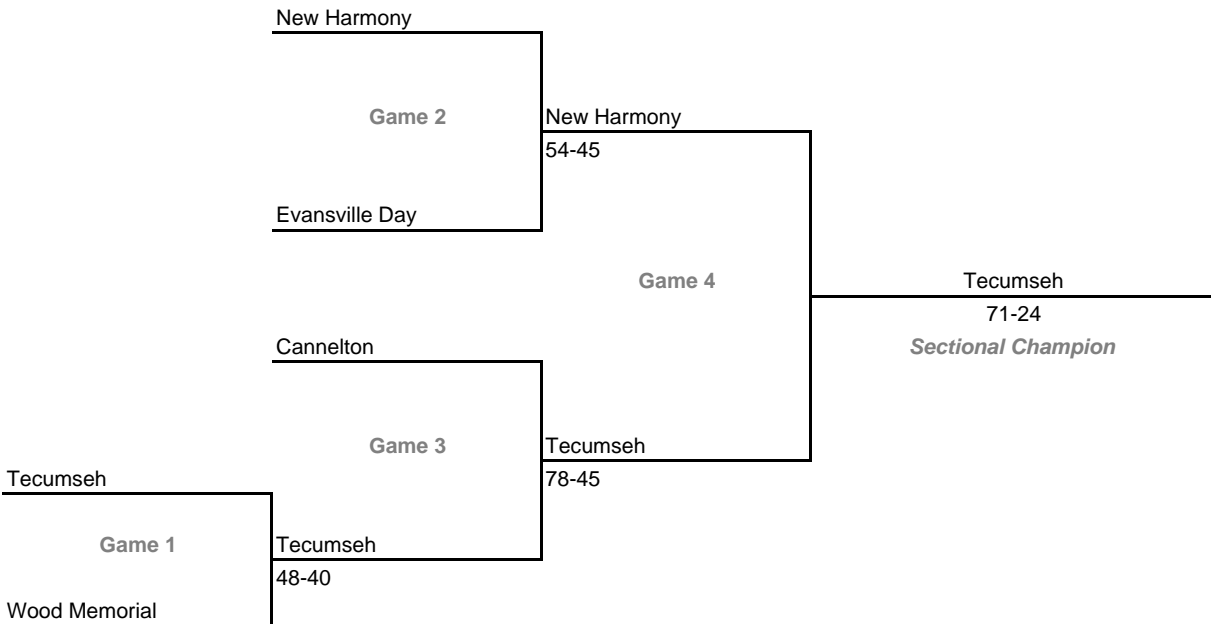 New Harmony
Game 2
New Harmony
54-45
Evansville Day
Game 4
Tecumseh
71-24
Cannelton
Sectional Champion
Game 3
Tecumseh
Tecumseh
78-45
Game 1
Tecumseh
48-40
Wood Memorial